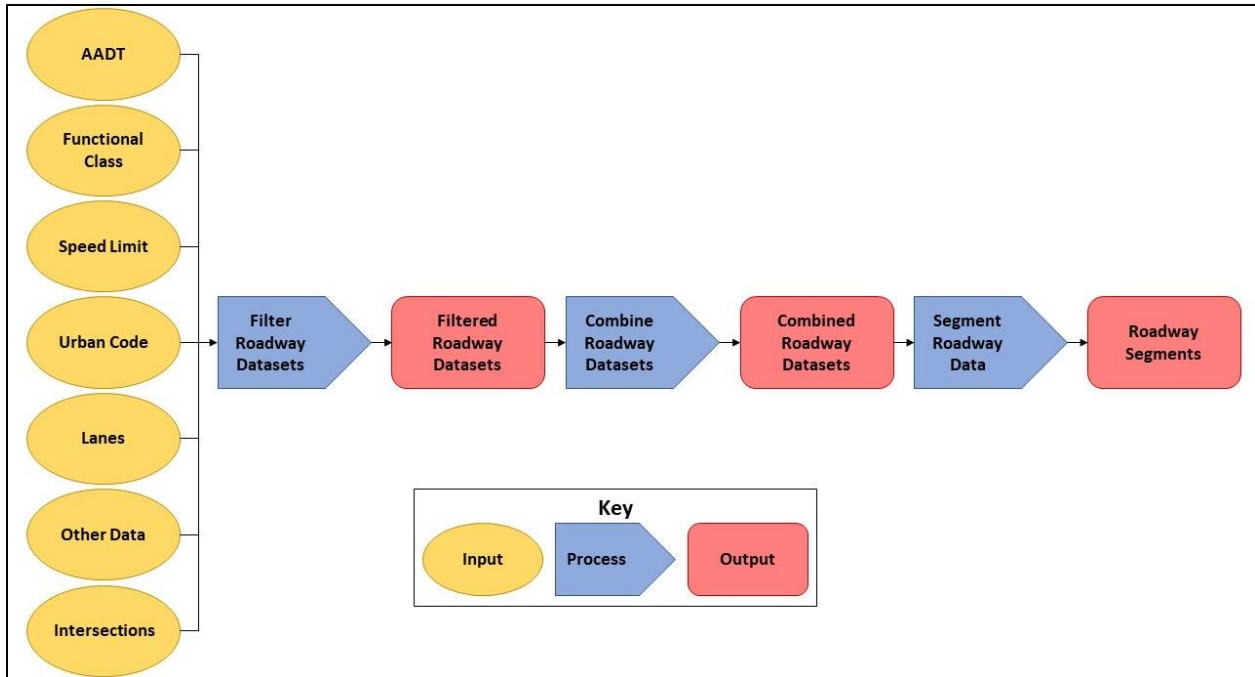 AADT
Functional
Class
Speed Limit
Urban Code
Lanes
Other Data
Intersections
Filter
Roadway
Datasets
Filtered
Roadway
Datasets
Combine
Roadway
Datasets
Combined
Roadway
Datasets
Segment
Roadway
Data
Roadway
Segments
Key
Input
Process
Output